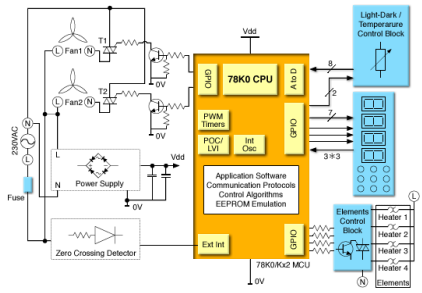 Light-Dark /
Temperarure
Control Block
Vdd
T1
N
Fan1
L
0V
GPIO
78K0 CPU
A to D
8
2
T2
N
Fan2
L
0V
GPIO
7
PWM
Timers
POC/
LVI
Int
Osc
3✳3
N
230VAC
L
Fuse
L
N
Power Supply
Vdd
0V
Application Software
Communication Protocols
Control Algorithms
EEPROM Emulation
Zero Crossing Detector
Ext Int
GPIO
78K0/Kx2 MCU
0V
Elements
Control
Block
N
L
Heater 1
Heater 2
Heater 3
Heater 4
Elements